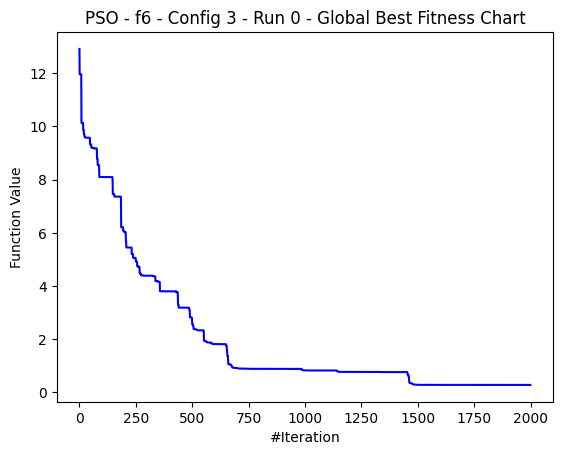 PSO - f6 - Config 3 - Run 0 - Global Best Fitness Chart
12
10
8
6
4
2
0
Function Value
0 250 500 750 1000 1250 1500 1750 2000
#Iteration